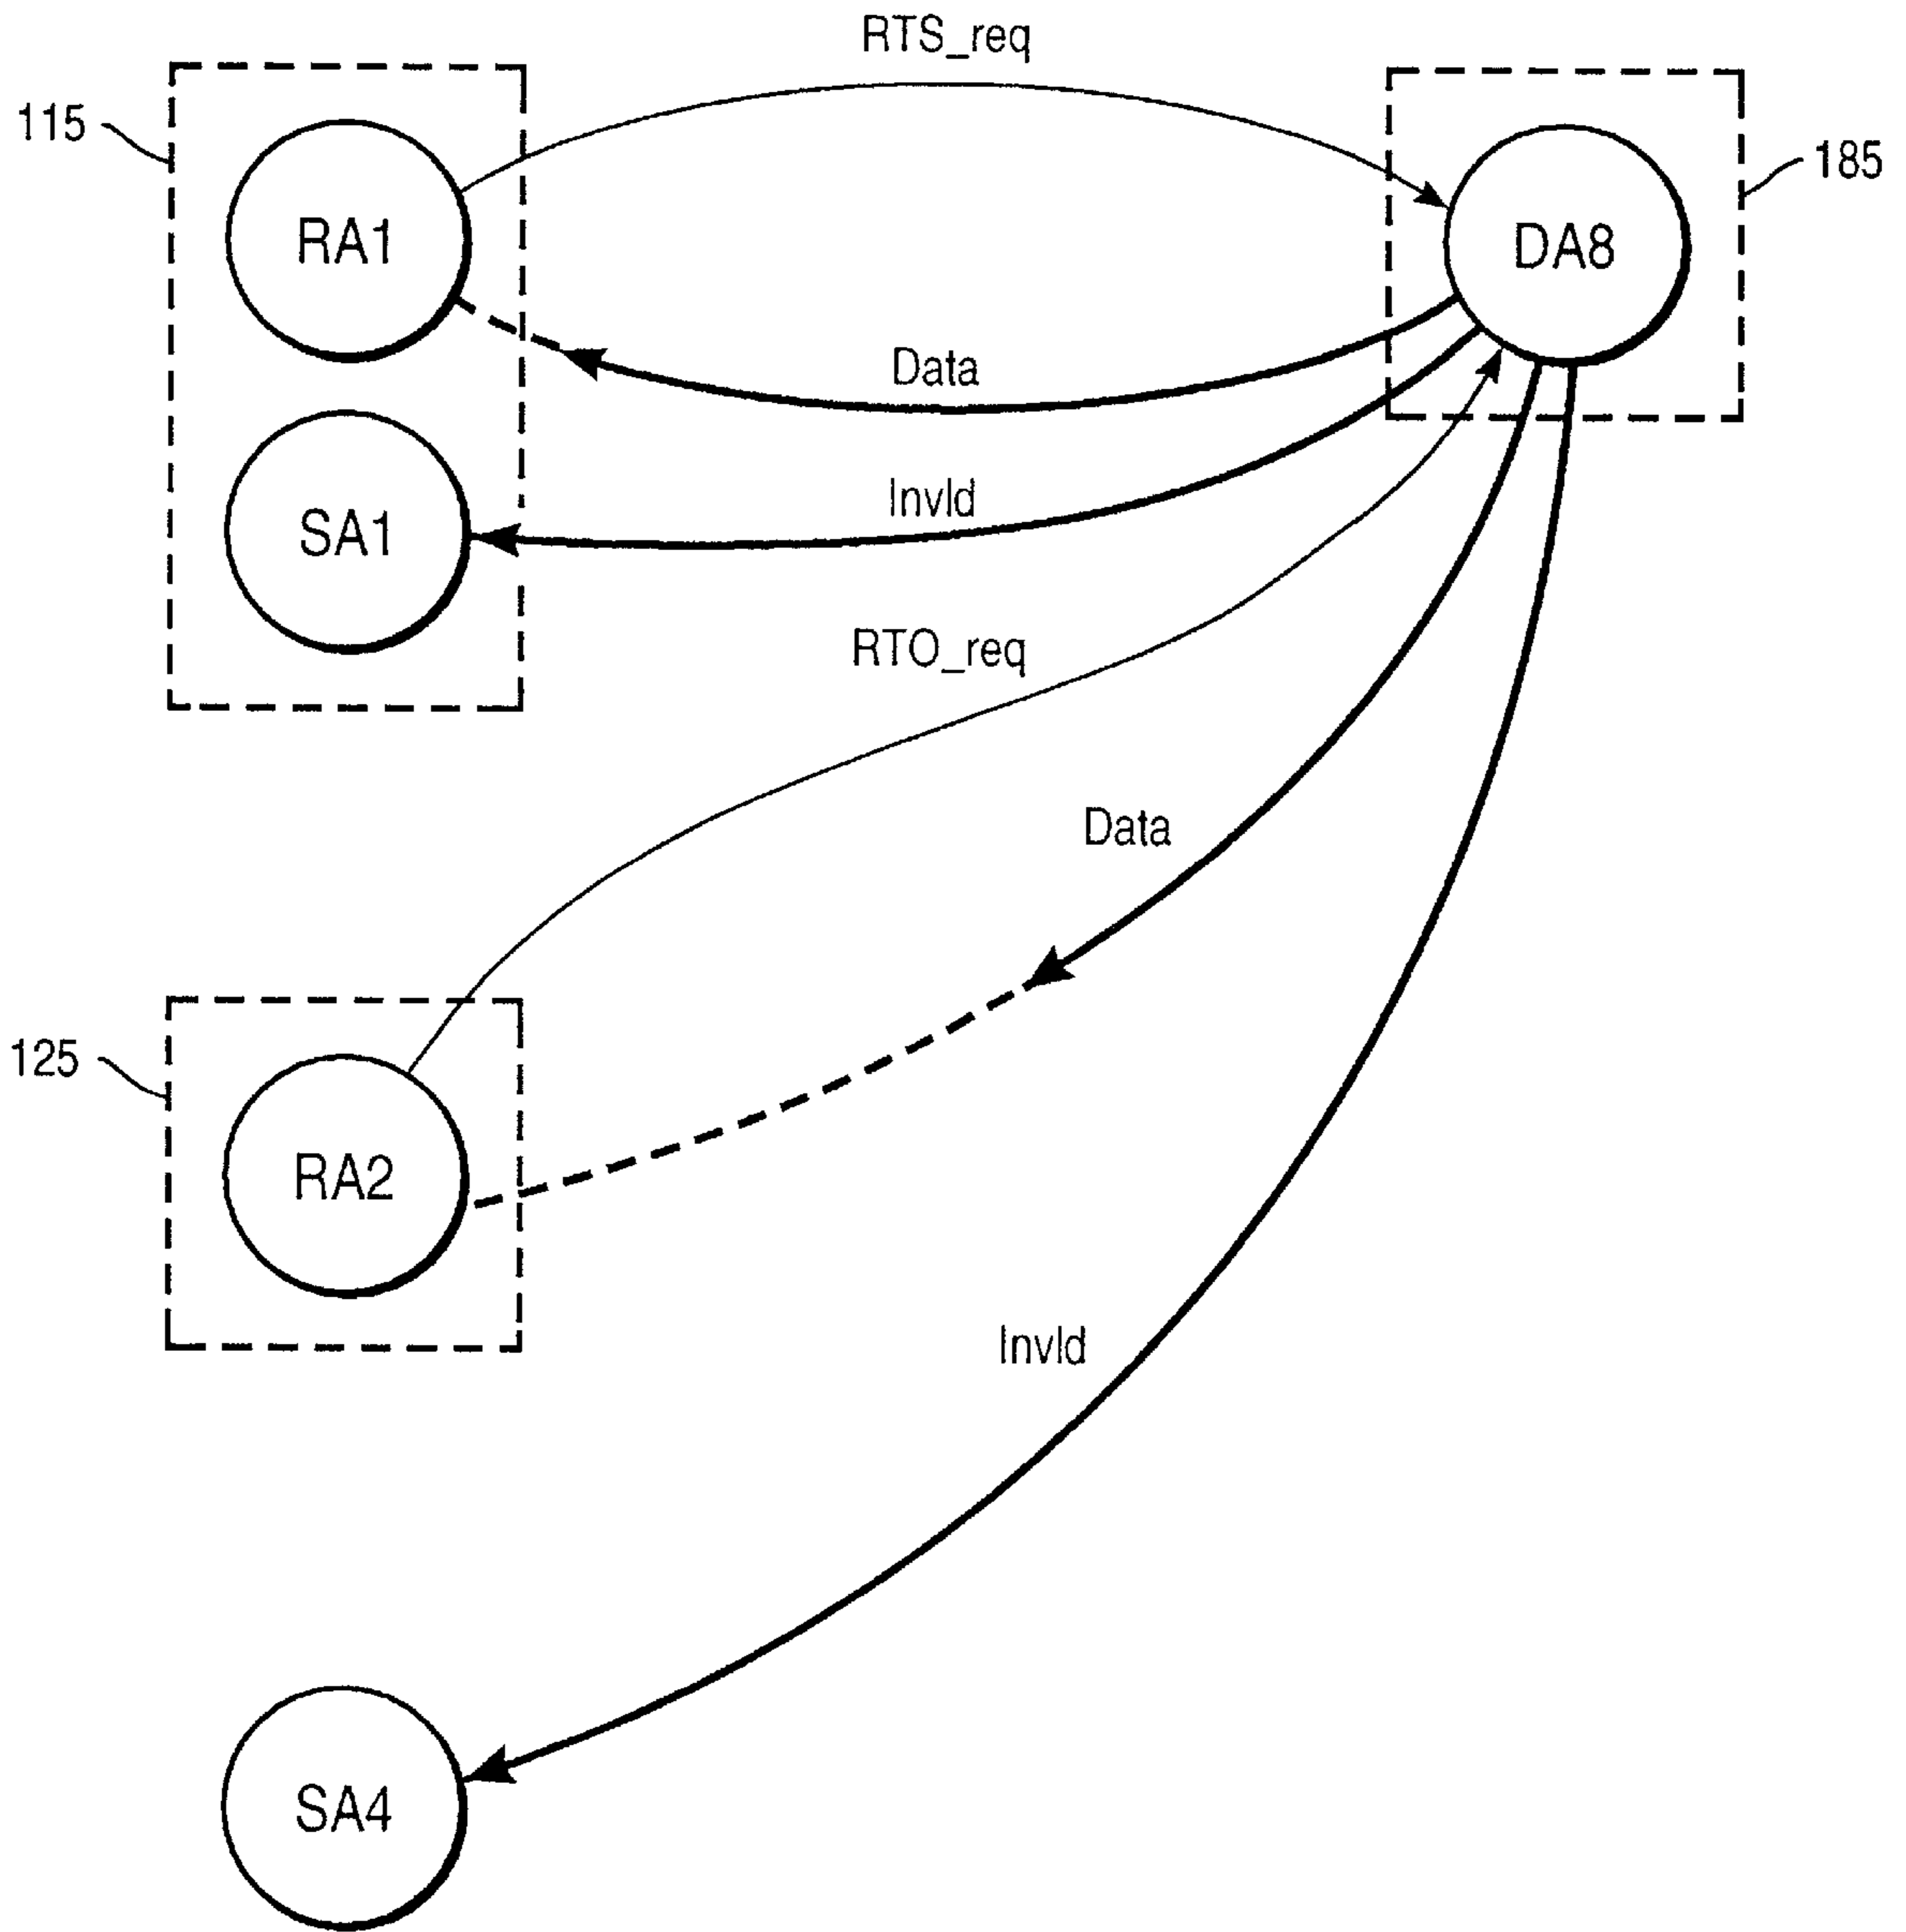 RTS_req
115
185
RA1
DA8
Data
Invld
SA1
RTO_req
Data
125
RA2
Invld
SA4